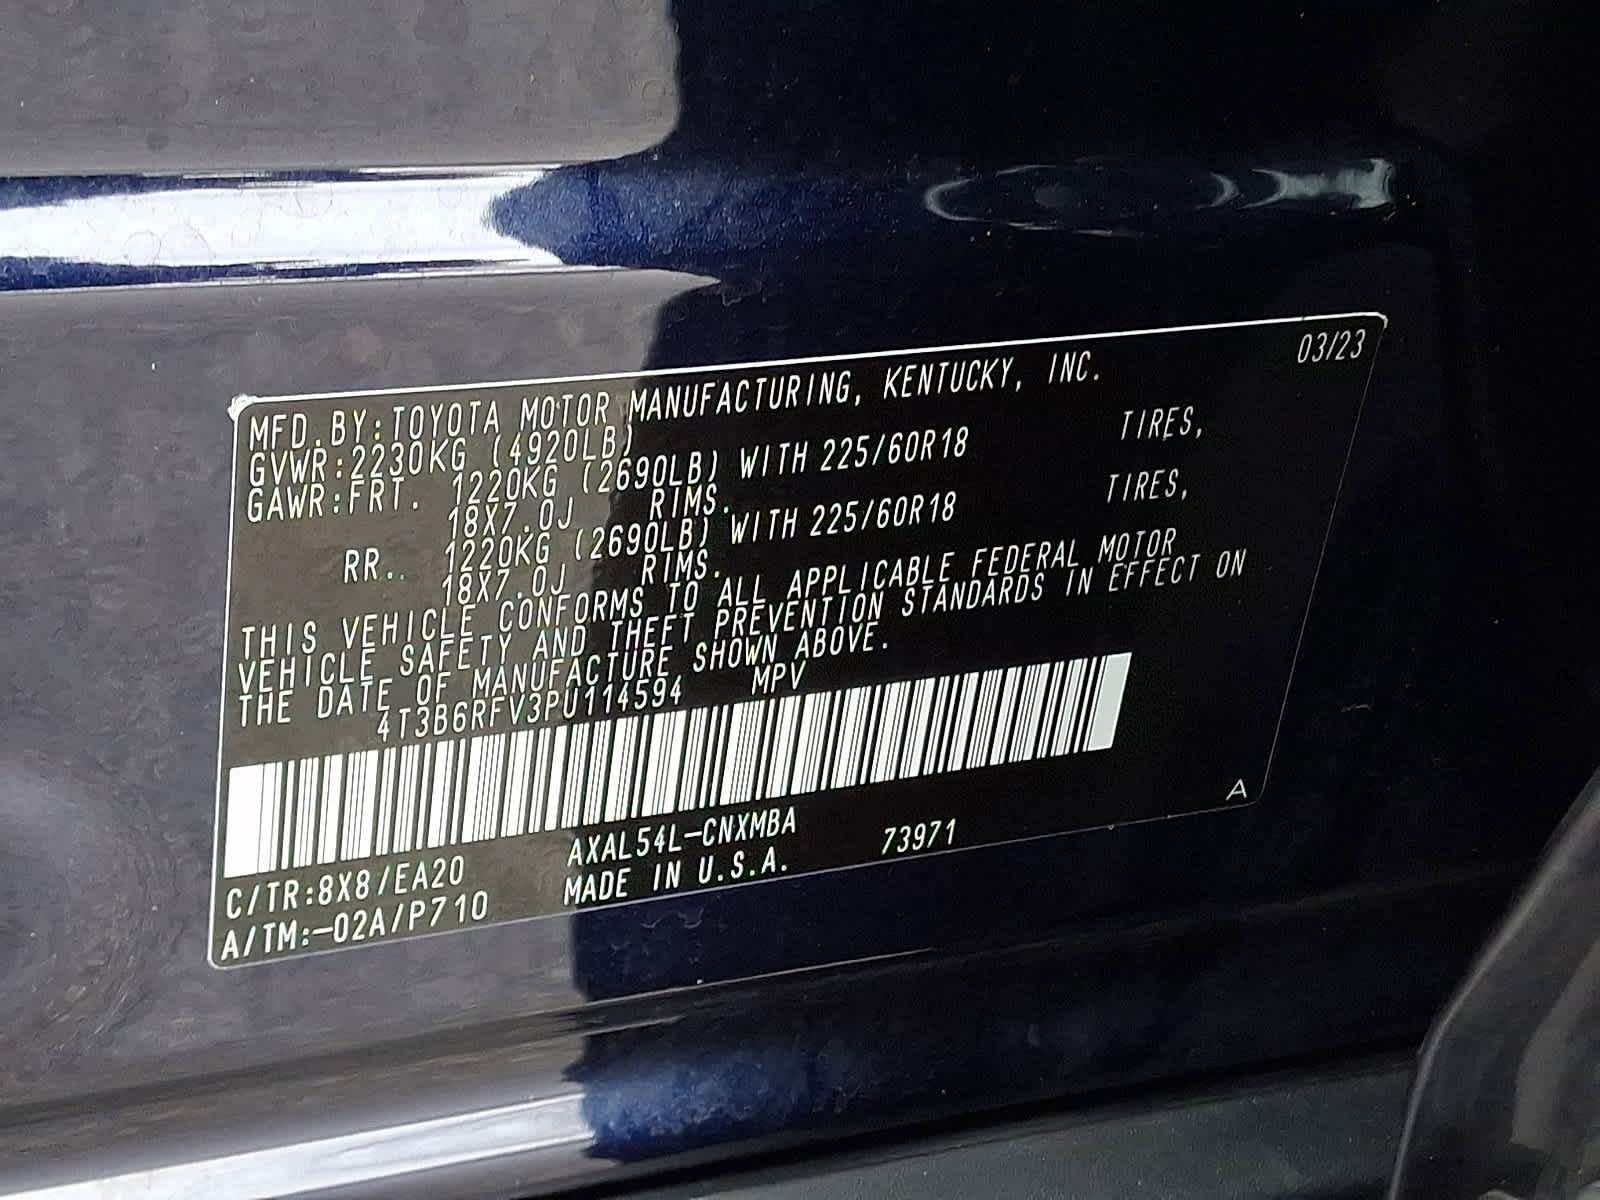 MFD.BY:TOYOTA MOTOR MANUFACTURING, KENTUCKY, INC. 03/23
GVWR:2230KG (4920LB)
GAWR:FRT. 1220KG (2690LB) WITH 225/60R18 TIRES,
18X7.0J RIMS.
RR. 1220KG (2690LB) WITH 225/60R18 TIRES,
18X7.0J RIMS.
THIS VEHICLE CONFORMS TO ALL APPLICABLE FEDERAL MOTOR
VEHICLE SAFETY AND THEFT PREVENTION STANDARDS IN EFFECT ON
THE DATE OF MANUFACTURE SHOWN ABOVE.
4T3B6RFV3PU114594 MPV
A
C/TR:8X8/EA20 AXAL54L-CNXMBA 73971
A/TM:-02A/P710 MADE IN U.S.A.